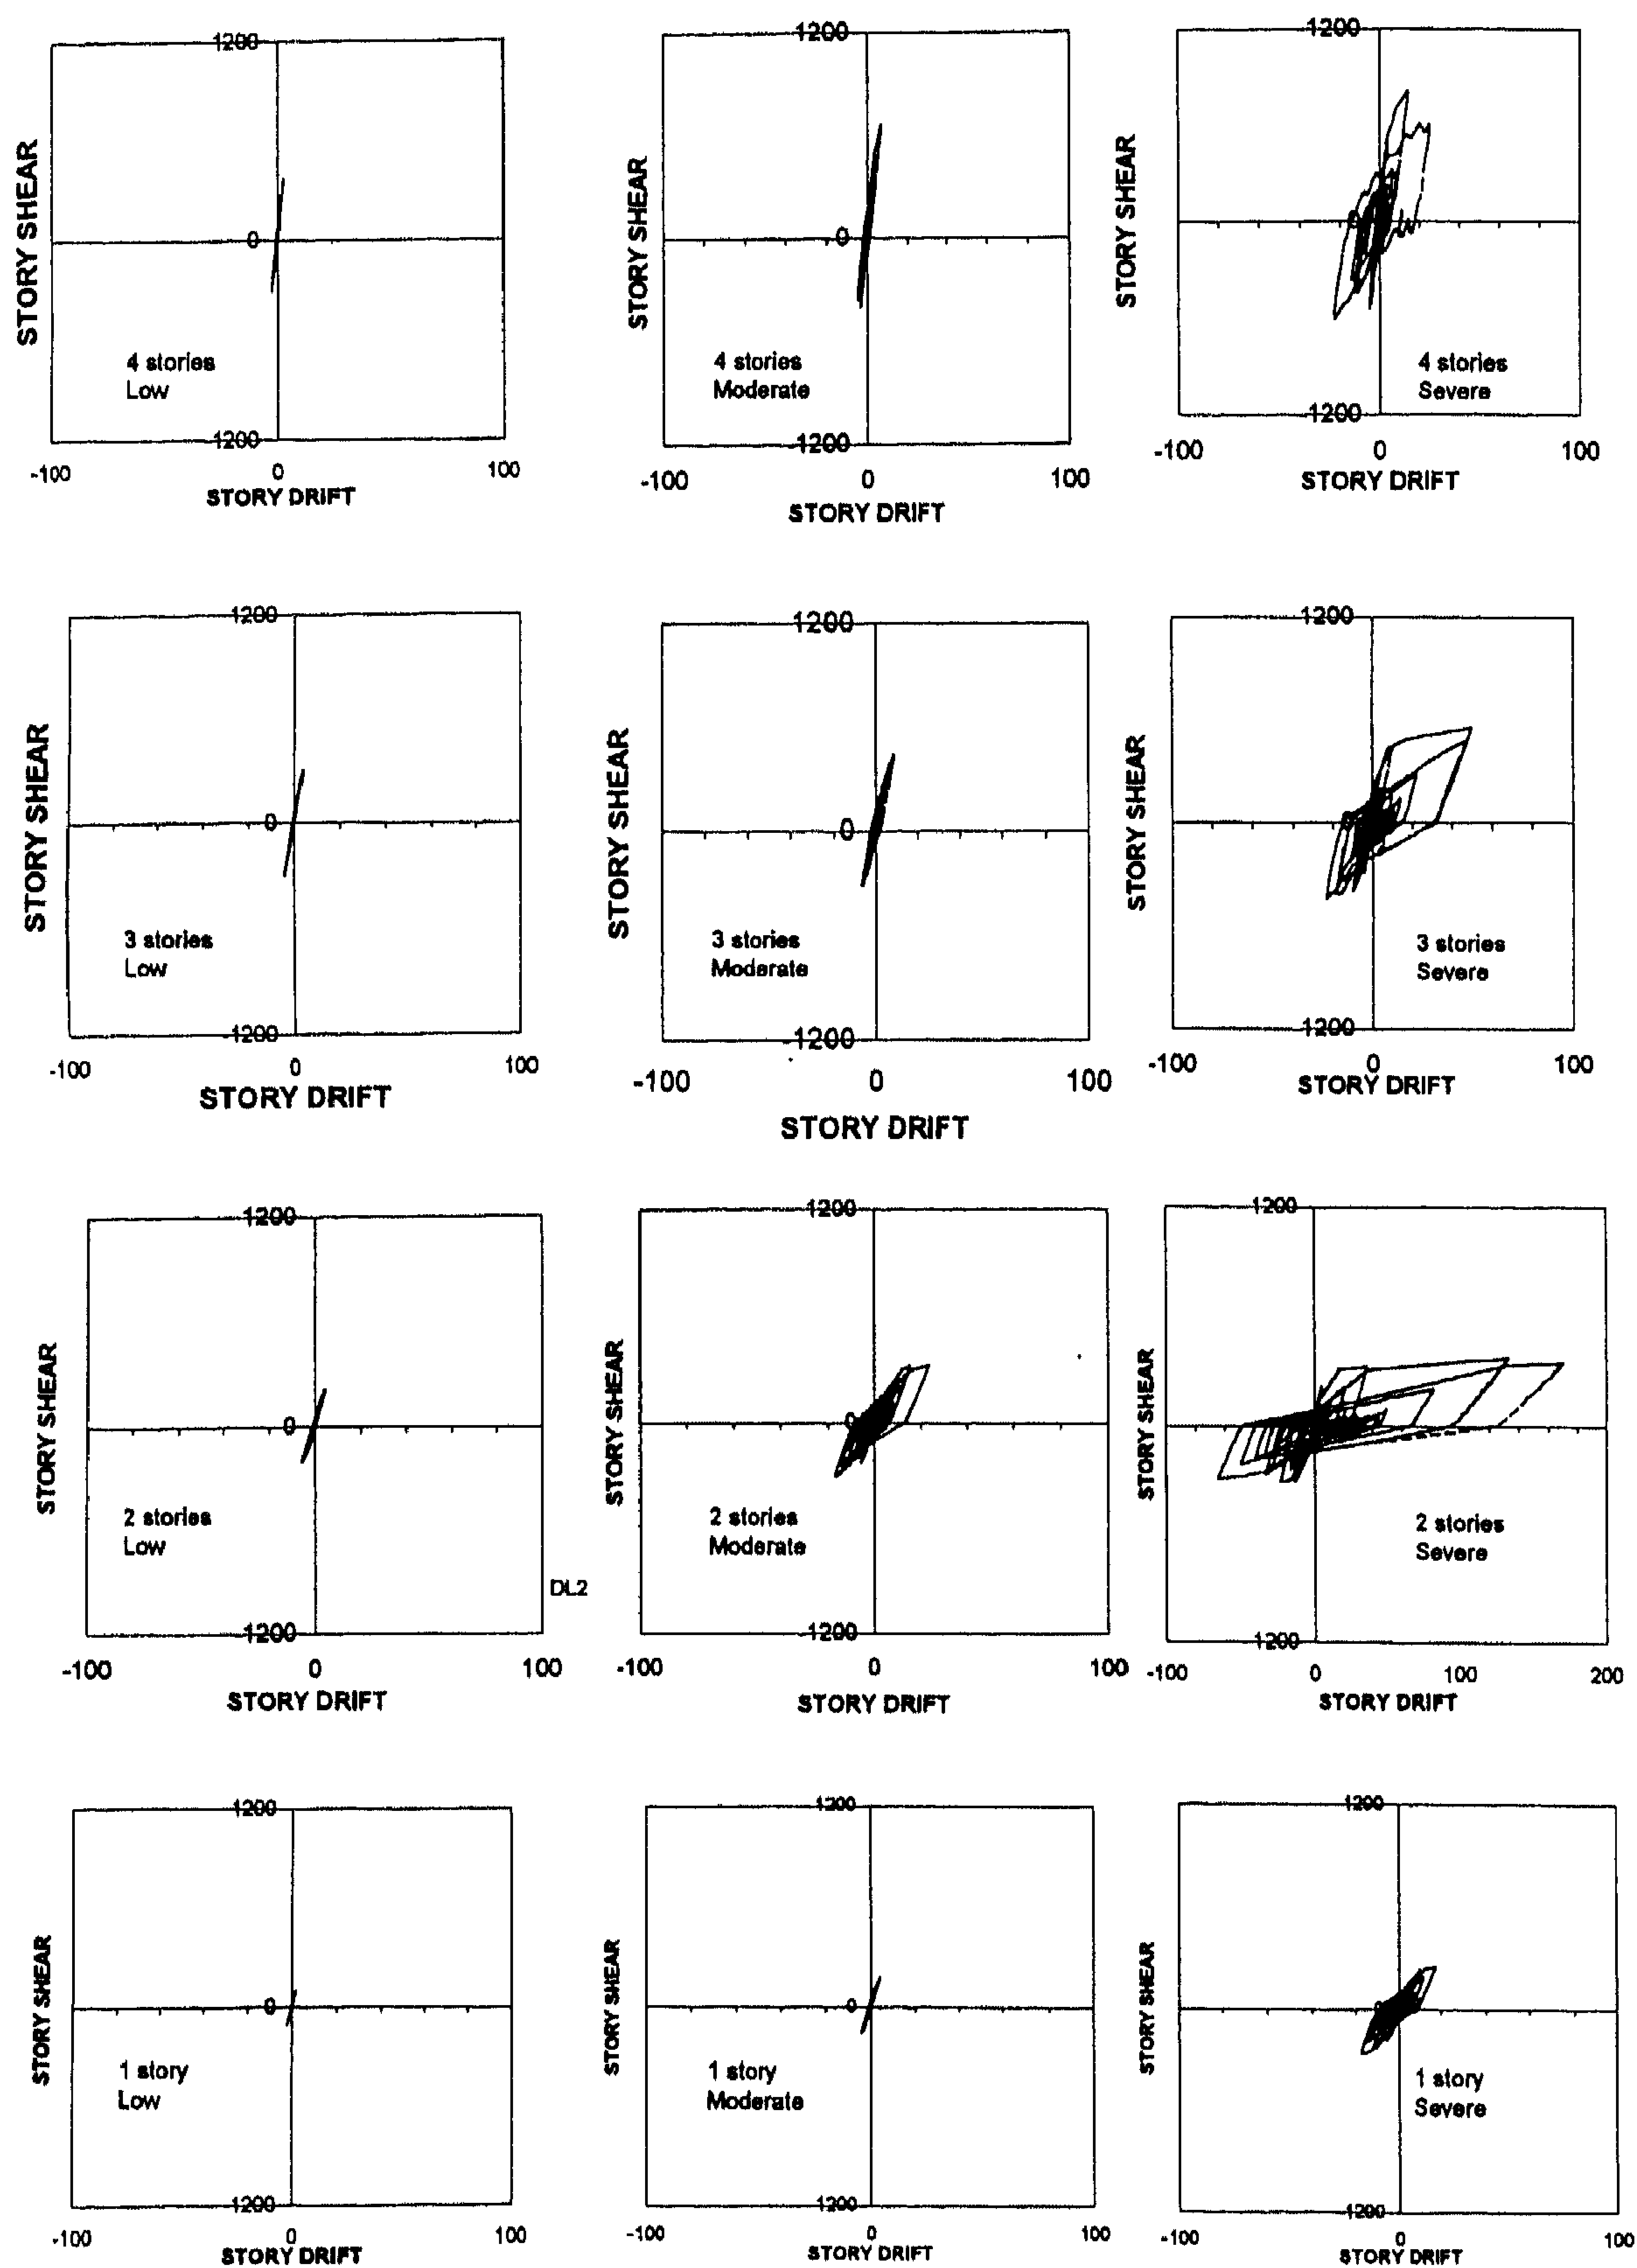 1200
STORY SHEAR
0
4 stories
Low
-1200
-100 0 100
STORY DRIFT
1200
STORY SHEAR
0
4 stories
Moderate
-1200
-100 0 100
STORY DRIFT
1200
STORY SHEAR
4 stories
Severe
-1200
-100 0 100
STORY DRIFT
1200
STORY SHEAR
0
3 stories
Low
-1200
-100 0 100
STORY DRIFT
1200
STORY SHEAR
0
3 stories
Moderate
-1200
-100 0 100
STORY DRIFT
1200
STORY SHEAR
3 stories
Severe
-1200
-100 0 100
STORY DRIFT
1200
STORY SHEAR
0
2 stories
Low
DL2
-1200
-100 0 100
STORY DRIFT
1200
STORY SHEAR
0
2 stories
Moderate
-1200
-100 0 100
STORY DRIFT
1200
STORY SHEAR
2 stories
Severe
-1200
-100 0 100 200
STORY DRIFT
1200
STORY SHEAR
0
1 story
Low
-1200
-100 0 100
STORY DRIFT
1200
STORY SHEAR
0
1 story
Moderate
-1200
-100 0 100
STORY DRIFT
1200
STORY SHEAR
1 story
Severe
-1200
-100 0 100
STORY DRIFT